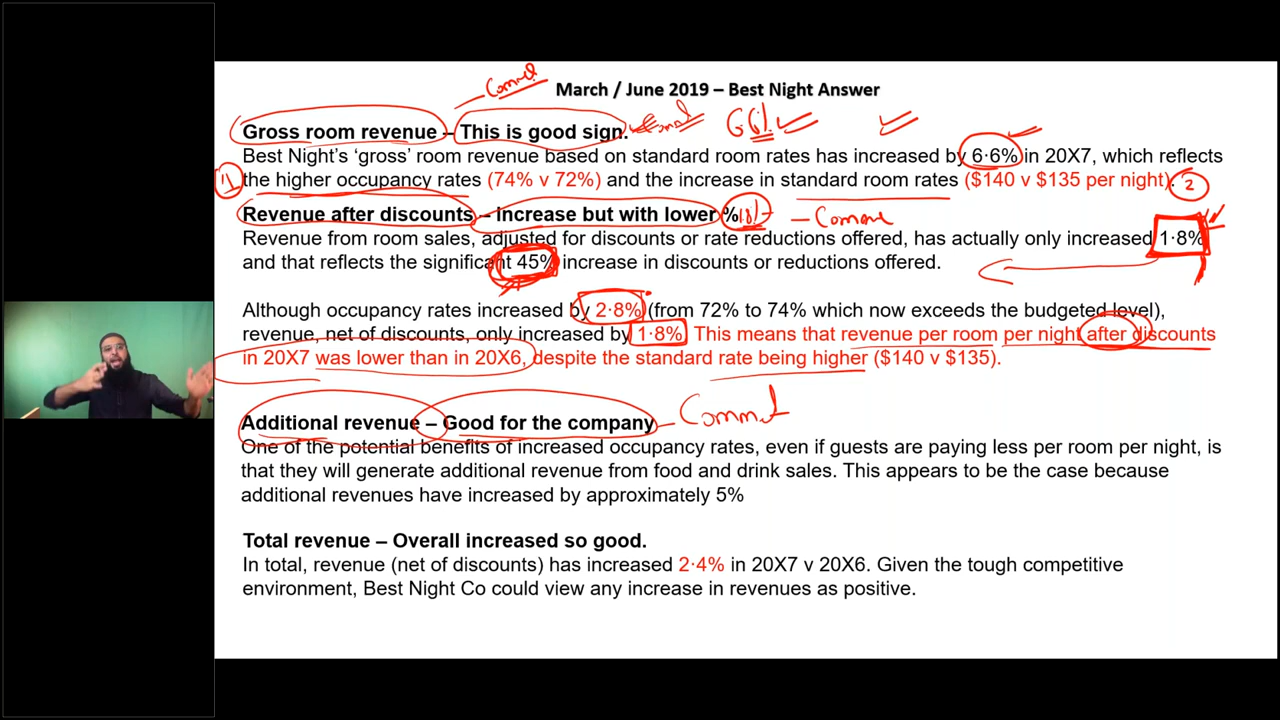 March / June 2019 – Best Night Answer
Comment
Gross room revenue – This is good sign.
6.6%
Best Night's 'gross' room revenue based on standard room rates has increased by 6·6% in 20X7, which reflects
1
the higher occupancy rates (74% v 72%) and the increase in standard room rates ($140 v $135 per night).
2
Revenue after discounts – Increase but with lower %
Revenue from room sales, adjusted for discounts or rate reductions offered, has actually only increased 1·8%
and that reflects the significant 45% increase in discounts or reductions offered.
Although occupancy rates increased by 2·8% (from 72% to 74% which now exceeds the budgeted level),
revenue, net of discounts, only increased by 1·8% This means that revenue per room per night after discounts
in 20X7 was lower than in 20X6, despite the standard rate being higher ($140 v $135).
Additional revenue – Good for the company
One of the potential benefits of increased occupancy rates, even if guests are paying less per room per night, is
that they will generate additional revenue from food and drink sales. This appears to be the case because
additional revenues have increased by approximately 5%
Total revenue – Overall increased so good.
In total, revenue (net of discounts) has increased 2·4% in 20X7 v 20X6. Given the tough competitive
environment, Best Night Co could view any increase in revenues as positive.